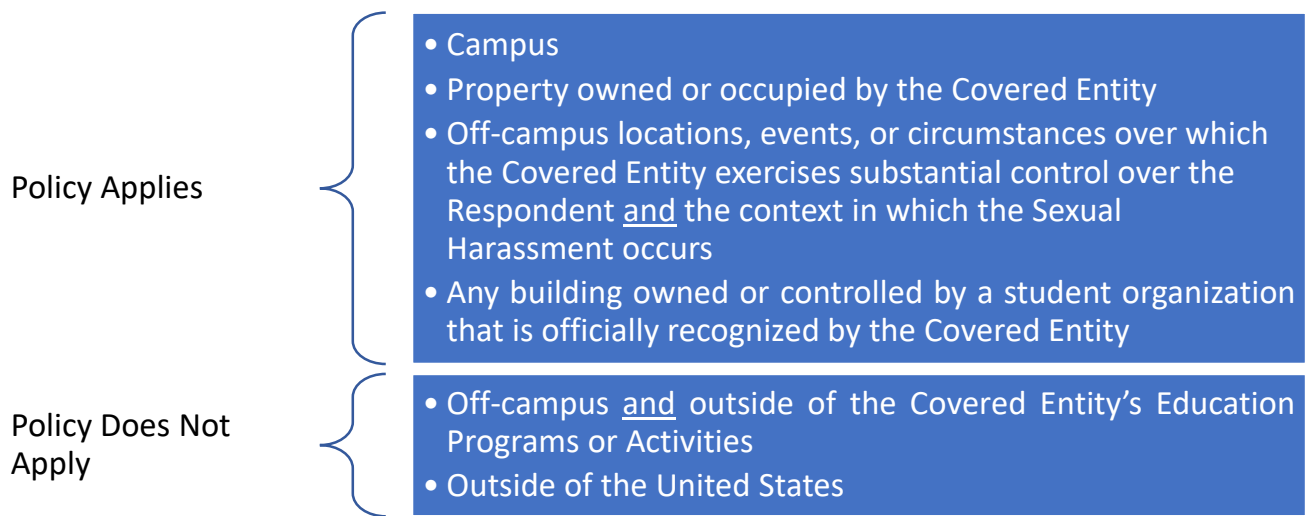 Policy Applies
• Campus
• Property owned or occupied by the Covered Entity
• Off-campus locations, events, or circumstances over which
the Covered Entity exercises substantial control over the
Respondent and the context in which the Sexual
Harassment occurs
• Any building owned or controlled by a student organization
that is officially recognized by the Covered Entity
Policy Does Not
Apply
• Off-campus and outside of the Covered Entity’s Education
Programs or Activities
• Outside of the United States